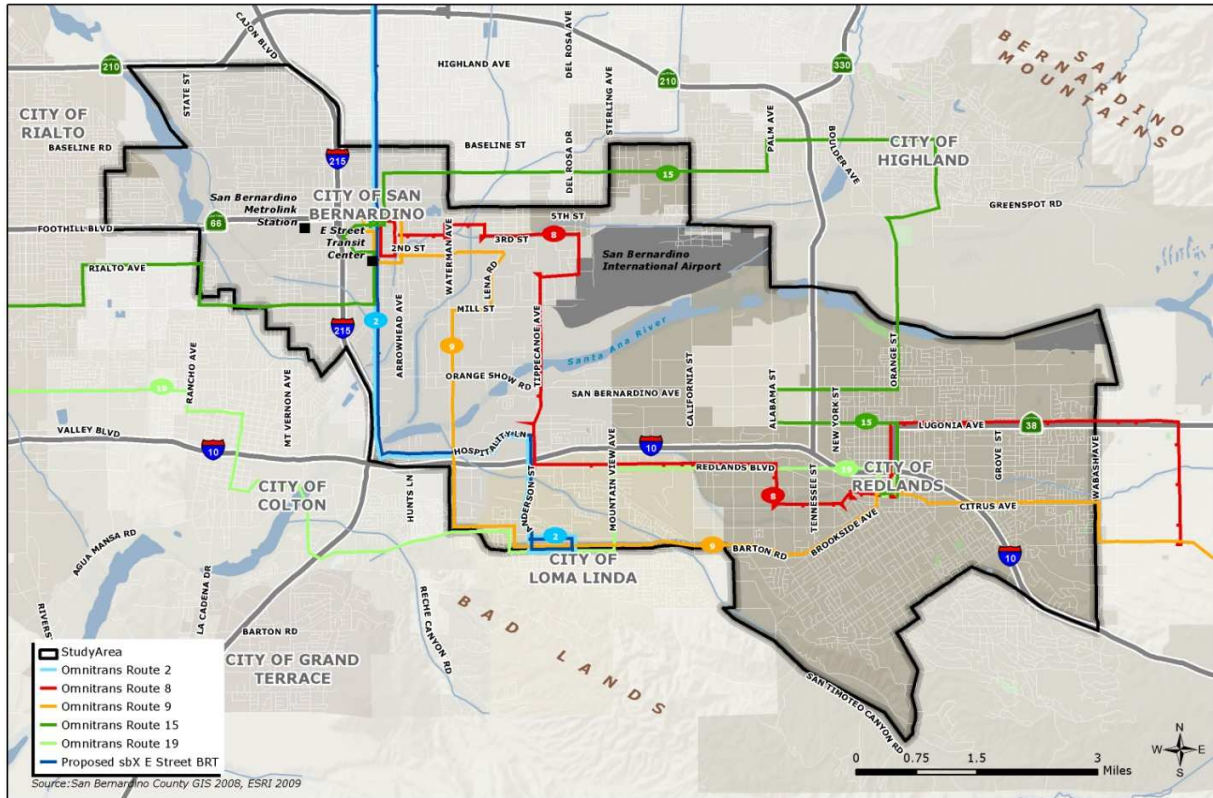 CAJON BLVD
DEL ROSA AVE
210
STATE ST
HIGHLAND AVE
210
330
SAN
BERNARDINO
MOUNTAINS
CITY OF
RIALTO
STERLING AVE
PALM AVE
BOULDER AVE
CITY OF
HIGHLAND
BASELINE RD
215
BASELINE ST
DEL ROSA DR
15
San Bernardino
Metrolink
Station
CITY OF SAN
BERNARDINO
GREENSPOT RD
FOOTHILL BLVD
66
E Street
Transit
Center
2ND ST
WATERMAN AVE
5TH ST
3RD ST
8
San Bernardino
International Airport
RIALTO AVE
LENA RD
MILL ST
215
2
ARROWHEAD AVE
9
TIPPECANOE AVE
Santa Ana River
RANCHO AVE
MT VERNON AVE
ORANGE SHOW RD
SAN BERNARDINO AVE
CALIFORNIA ST
ALABAMA ST
NEW YORK ST
ORANGE ST
19
VALLEY BLVD
10
HOSPITALITY LN
10
15
LUGONIA AVE
38
GROVE ST
WABASH AVE
CITY OF
COLTON
HUNTS LN
ANDERSON ST
MOUNTAIN VIEW AVE
REDLANDS BLVD
19
CITY OF
REDLANDS
8
TENNESSEE ST
BROOKSIDE AVE
CITRUS AVE
AGUA MANSA RD
2
9
BARTON RD
10
CITY OF
LOMA LINDA
LA CADENA DR
RECHE CANYON RD
BARTON RD
CITY OF GRAND
TERRACE
BAD LANDS
SAN TIMOTEO CANYON RD
StudyArea
Omnitrans Route 2
Omnitrans Route 8
Omnitrans Route 9
Omnitrans Route 15
Omnitrans Route 19
Proposed sbX E Street BRT
N
W E
S
0 0.75 1.5 3
Miles
Source:San Bernardino County GIS 2008, ESRI 2009